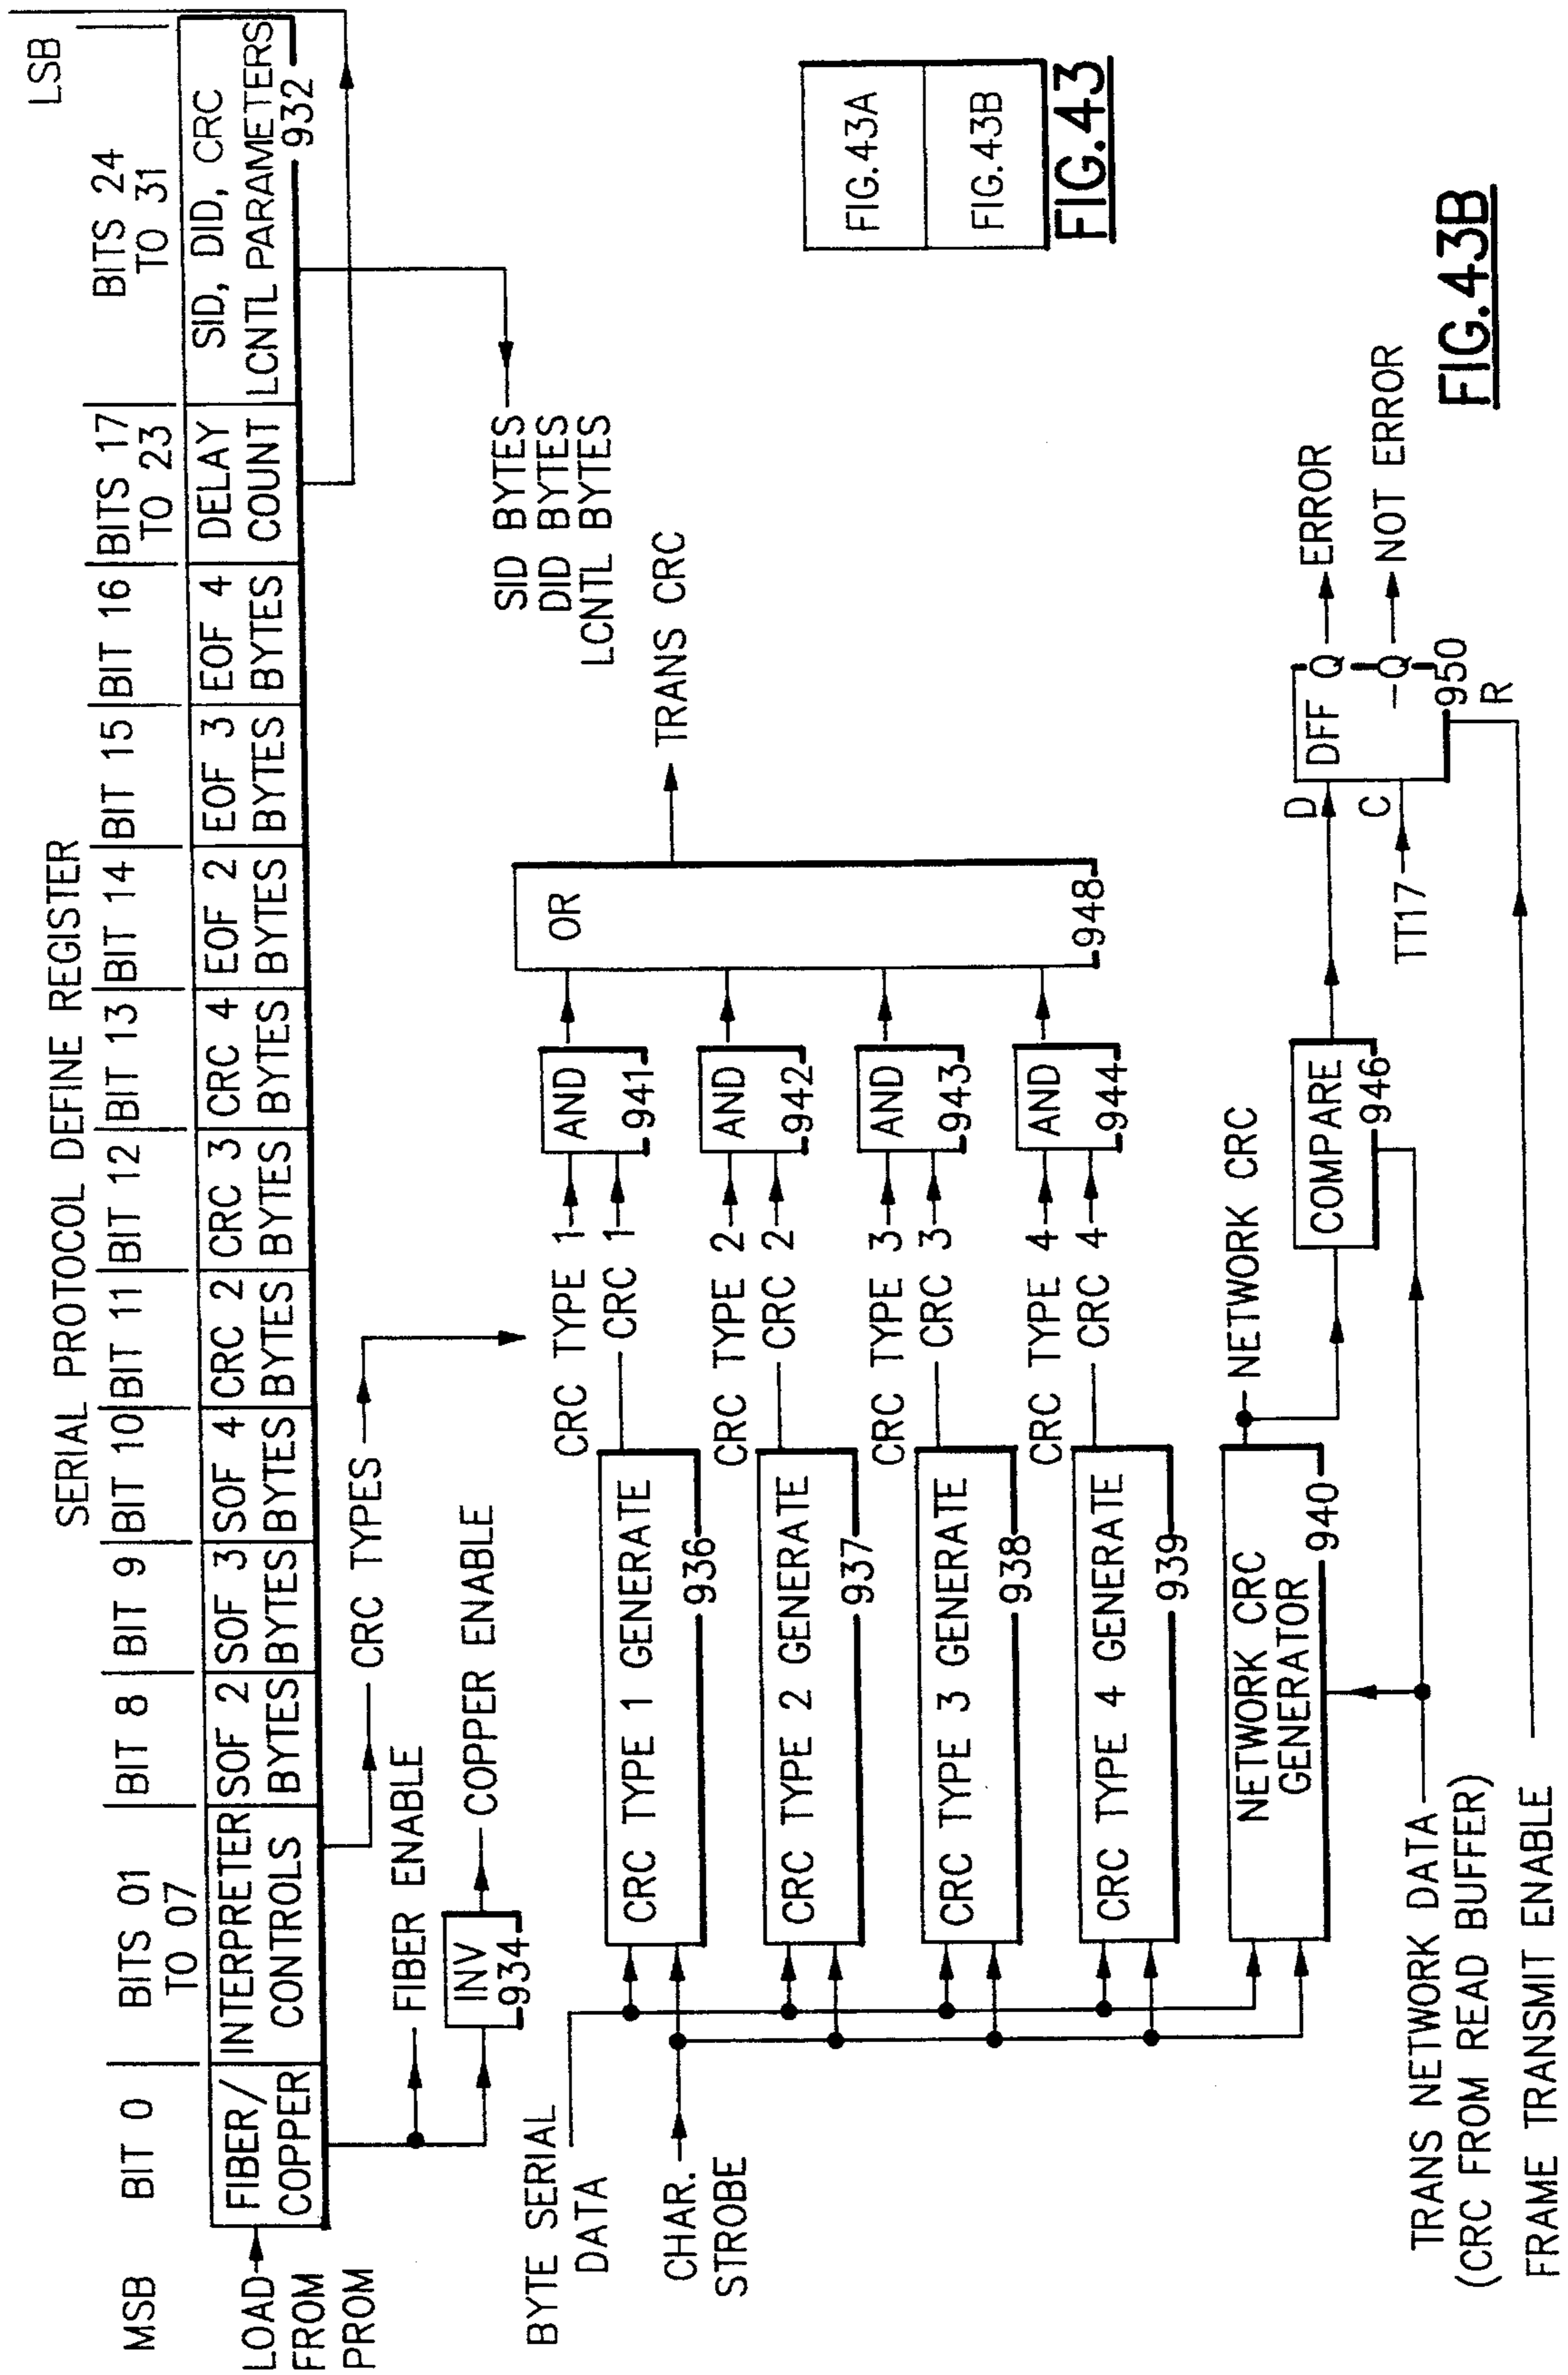 SERIAL PROTOCOL DEFINE REGISTER
MSB
BIT 0
BITS 01
TO 07
BIT 8
BIT 9
BIT 10
BIT 11
BIT 12
BIT 13
BIT 14
BIT 15
BIT 16
BITS 17
TO 23
BITS 24
TO 31
LSB
LOAD
FROM
PROM
FIBER/
COPPER
INTERPRETER
CONTROLS
SOF 2
BYTES
SOF 3
BYTES
SOF 4
BYTES
CRC 2
BYTES
CRC 3
BYTES
CRC 4
BYTES
EOF 2
BYTES
EOF 3
BYTES
EOF 4
BYTES
DELAY
COUNT
SID, DID, CRC
LCNTL PARAMETERS
932
FIBER ENABLE
INV
934
COPPER ENABLE
CRC TYPES
SID BYTES
DID BYTES
LCNTL BYTES
BYTE SERIAL
DATA
CHAR.
STROBE
CRC TYPE 1 GENERATE
936
CRC TYPE 1
CRC 1
AND
941
CRC TYPE 2 GENERATE
937
CRC TYPE 2
CRC 2
AND
942
CRC TYPE 3 GENERATE
938
CRC TYPE 3
CRC 3
AND
943
CRC TYPE 4 GENERATE
939
CRC TYPE 4
CRC 4
AND
944
OR
948
TRANS CRC
NETWORK CRC
GENERATOR
940
NETWORK CRC
COMPARE
946
D
C
TT17
DFF
Q
-Q
950
R
ERROR
NOT ERROR
TRANS NETWORK DATA
(CRC FROM READ BUFFER)
FRAME TRANSMIT ENABLE
FIG.43A
FIG.43B
FIG.43
FIG.43B